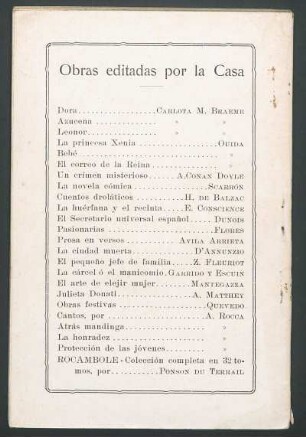 Obras editadas por la Casa
Dora.................CARLOTA M. BRAEMÉ
Azucena............. » »
Leonor............... » »
La princesa Xenia................OUIDA
Bebé................................ »
El correo de la Reina............... »
Un crimen misterioso......A. CONAN DOYLE
La novela cómica...............SCARRÓN
Cuentos droláticos..........H. DE BALZAC
La huérfana y el recluta.....E. CONSCIENCE
El Secretario universal español.....DUNOIS
Pasionarias......................FLORES
Prosa en versos..........AVILA ARRIETA
La ciudad muerta............D'ANNUNZIO
El pequeño jefe de familia.....Z. FLEURIOT
La cárcel ó el manicomio. GARRIDO Y ESCUIN
El arte de elejir mujer.......MANTEGAZZA
Julieta Donati...............A. MATTHEY
Obras festivas.................QUEVEDO
Cantos, por....................A. ROCCA
Atrás mandinga..................... »
La honradez........................ »
Protección de las jóvenes........... »
ROCAMBOLE-Colección completa en 32 to-
mos, por............PONSON DU TERRAIL